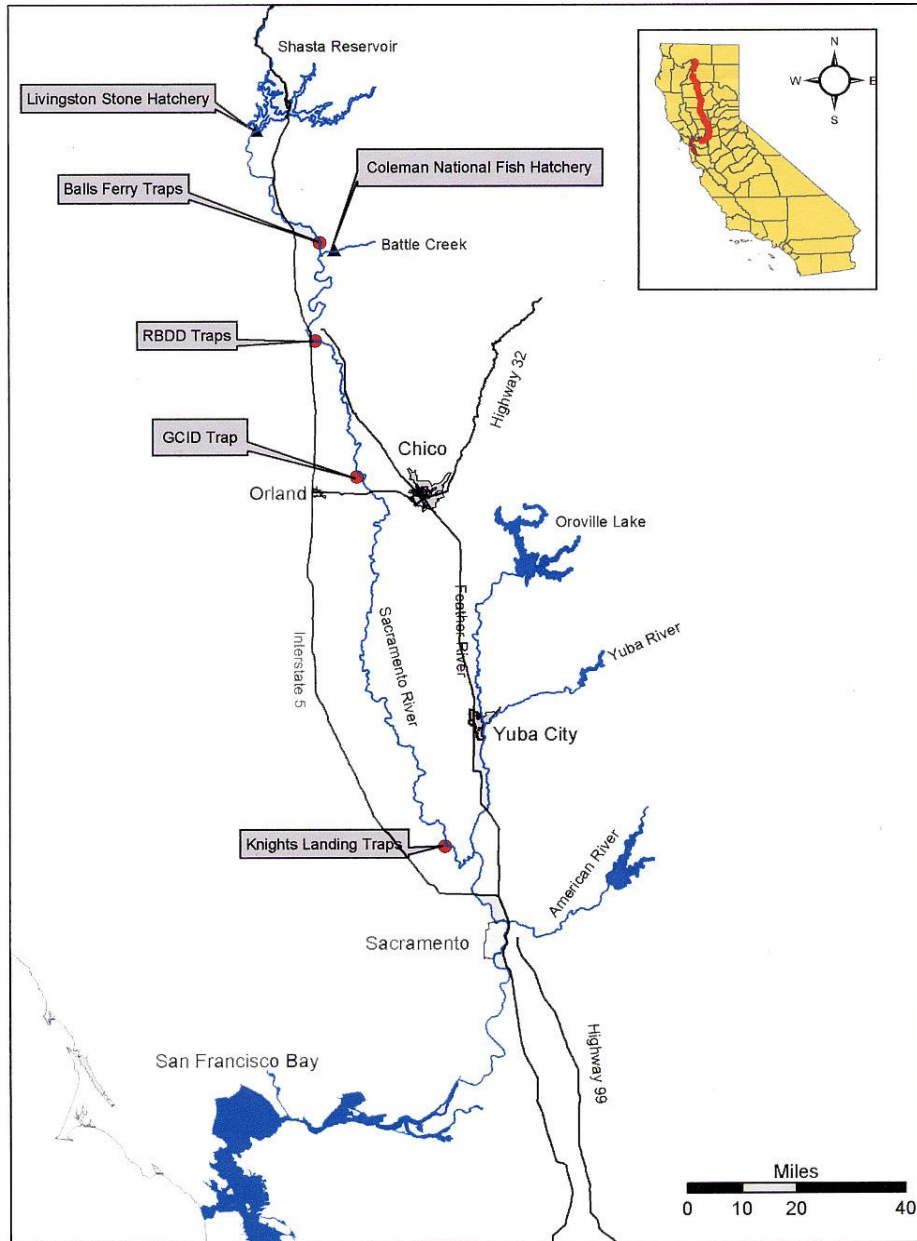 Shasta Reservoir
Livingston Stone Hatchery
Coleman National Fish Hatchery
Balls Ferry Traps
Battle Creek
RBDD Traps
Highway 32
GCID Trap
Chico
Orland
Oroville Lake
Feather River
Sacramento River
Interstate 5
Yuba River
Yuba City
Knights Landing Traps
American River
Sacramento
Highway 99
San Francisco Bay
N
W
E
S
Miles
0 10 20 40